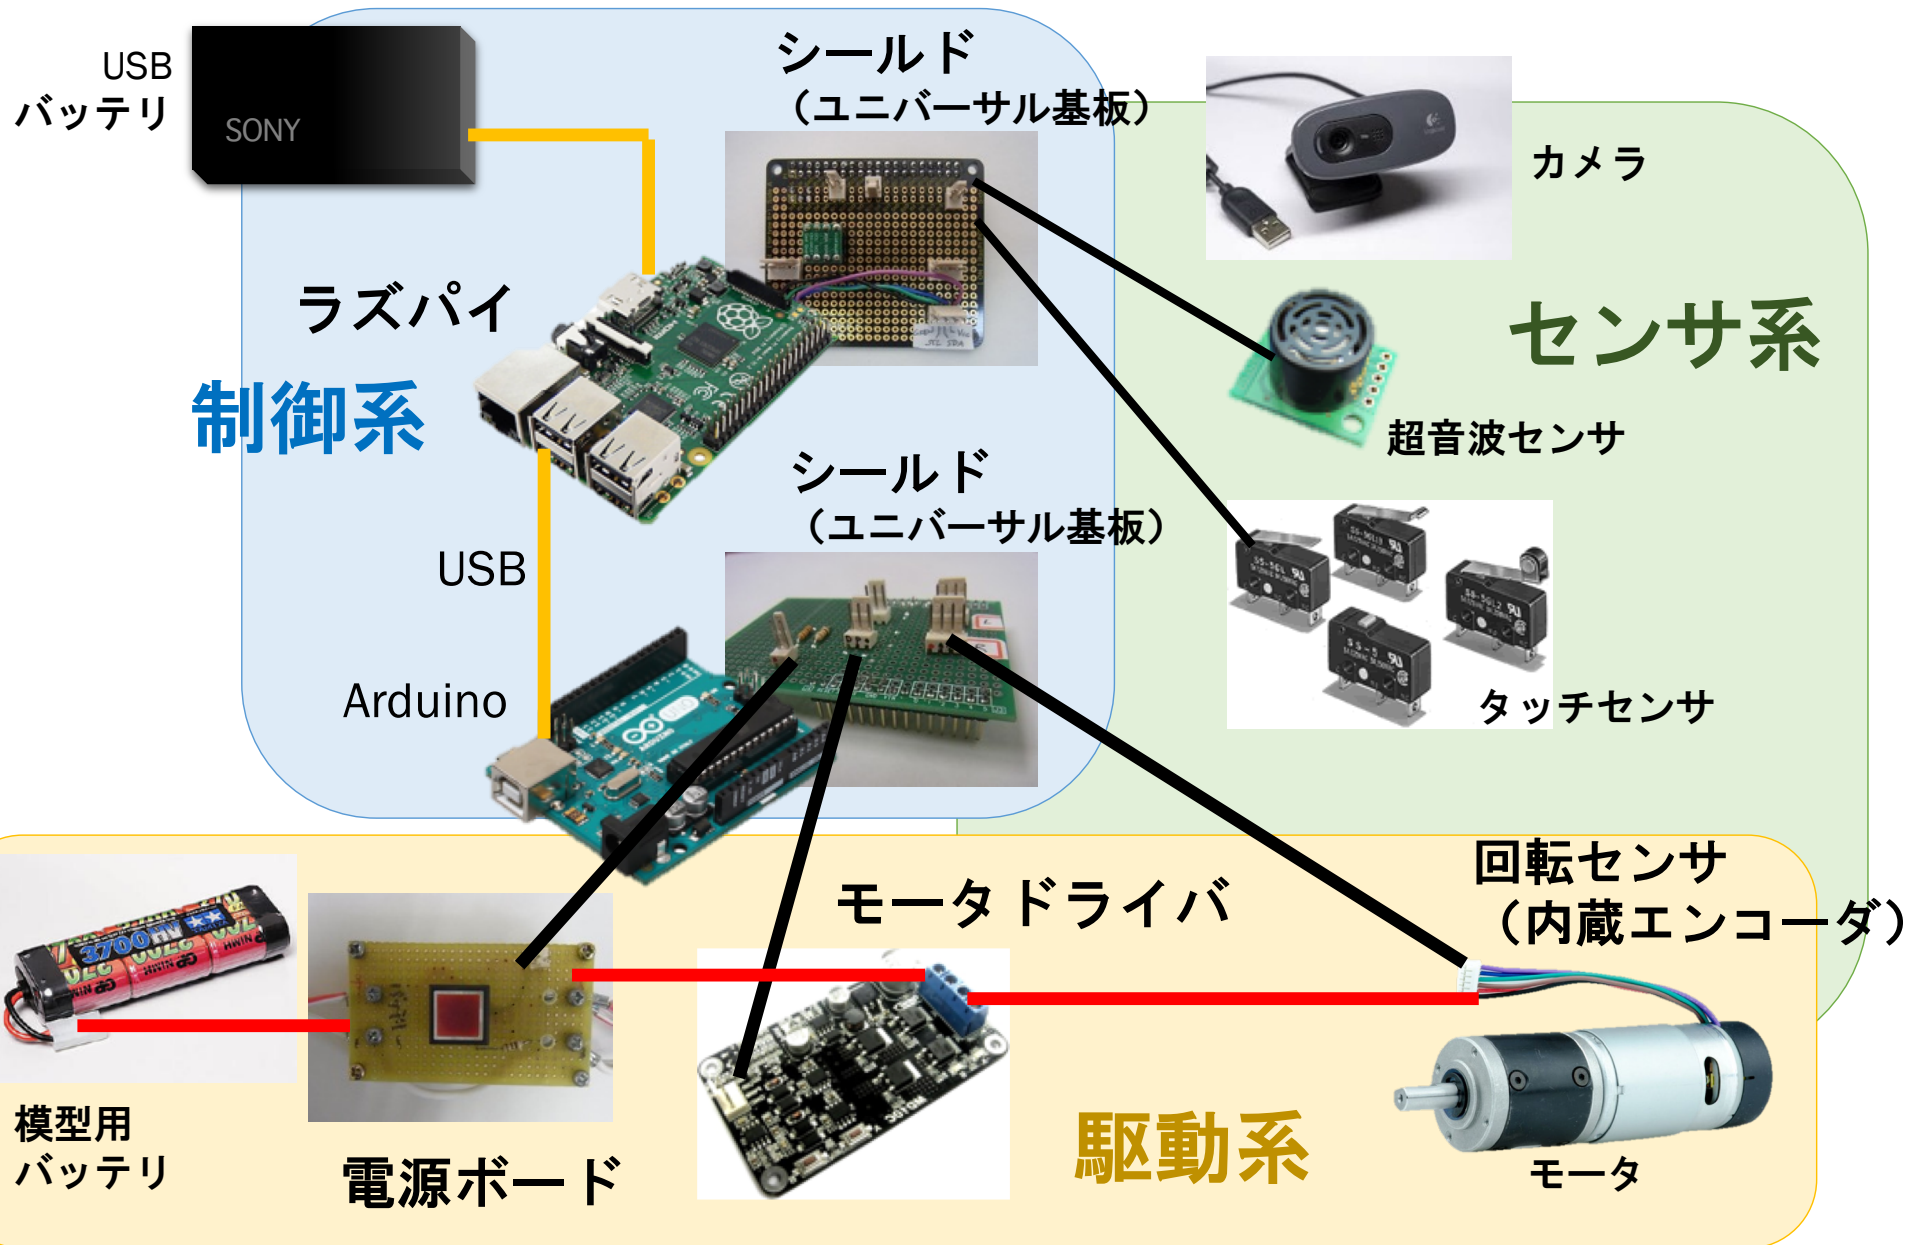 USB
バッテリ
SONY
シールド
（ユニバーサル基板）
カメラ
ラズパイ
制御系
センサ系
超音波センサ
シールド
（ユニバーサル基板）
USB
タッチセンサ
Arduino
回転センサ
（内蔵エンコーダ）
モータドライバ
3700HV
模型用
バッテリ
電源ボード
駆動系
モータ